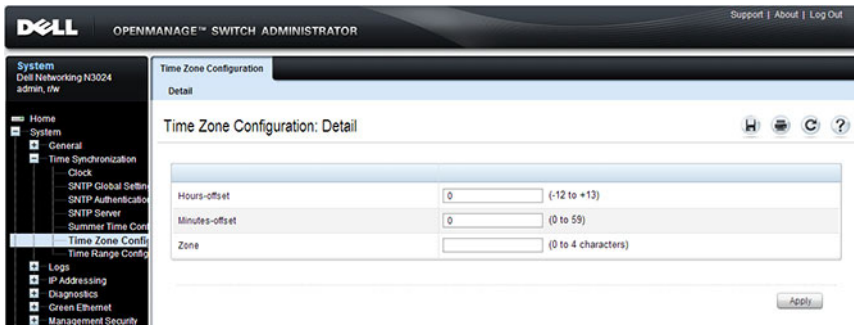 Support | About | Log Out
DELL OPENMANAGE™ SWITCH ADMINISTRATOR
System
Dell Networking N3024
admin, r/w
Home
System
General
Time Synchronization
Clock
SNTP Global Settin
SNTP Authenticatio
SNTP Server
Summer Time Conf
Time Zone Config
Time Range Config
Logs
IP Addressing
Diagnostics
Green Ethernet
Management Security
Time Zone Configuration
Detail
Time Zone Configuration: Detail
Hours-offset 0 (-12 to +13)
Minutes-offset 0 (0 to 59)
Zone (0 to 4 characters)
Apply